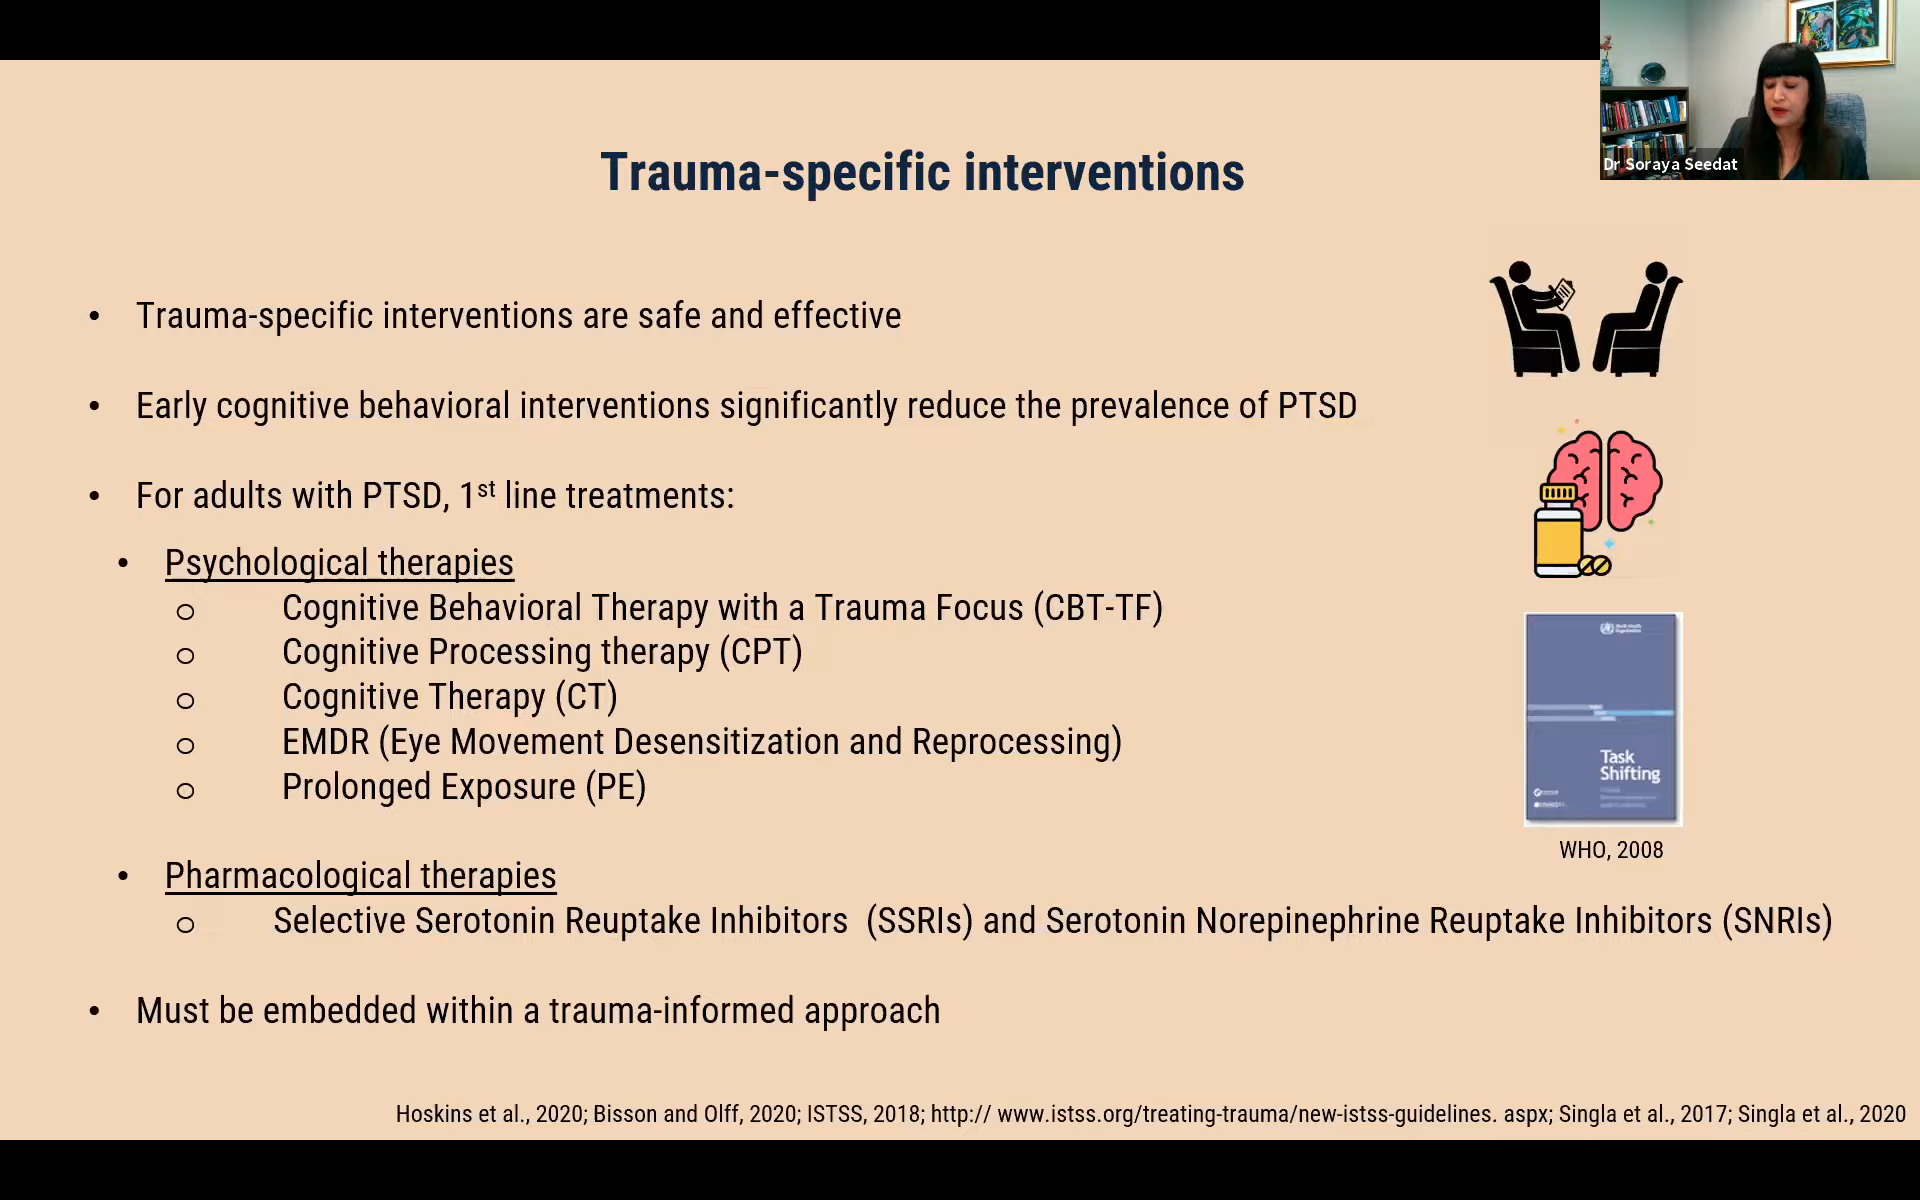 Dr Soraya Seedat
Trauma-specific interventions
• Trauma-specific interventions are safe and effective
• Early cognitive behavioral interventions significantly reduce the prevalence of PTSD
• For adults with PTSD, 1st line treatments:
• Psychological therapies
o Cognitive Behavioral Therapy with a Trauma Focus (CBT-TF)
o Cognitive Processing therapy (CPT)
o Cognitive Therapy (CT)
o EMDR (Eye Movement Desensitization and Reprocessing)
o Prolonged Exposure (PE)
• Pharmacological therapies
o Selective Serotonin Reuptake Inhibitors (SSRIs) and Serotonin Norepinephrine Reuptake Inhibitors (SNRIs)
• Must be embedded within a trauma-informed approach
World Health
Organization
Task
Shifting
WHO, 2008
Hoskins et al., 2020; Bisson and Olff, 2020; ISTSS, 2018; http:// www.istss.org/treating-trauma/new-istss-guidelines. aspx; Singla et al., 2017; Singla et al., 2020